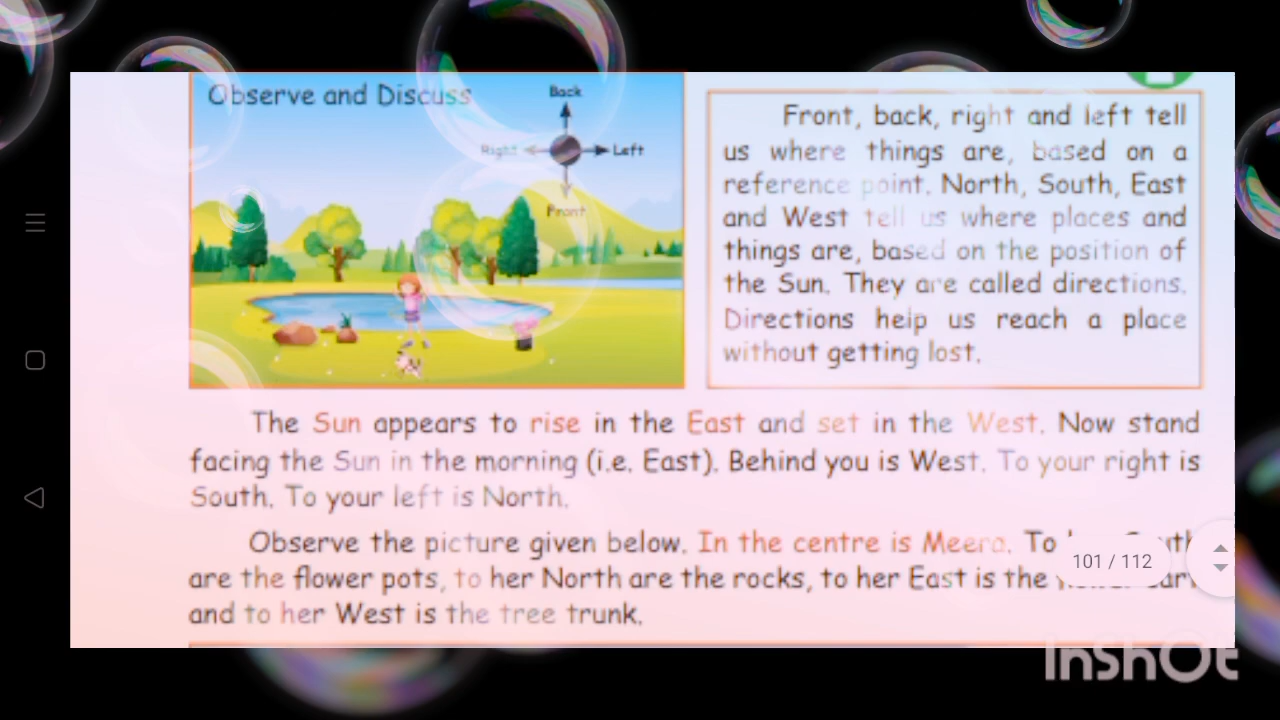 Observe and Discuss
Back
Right
Left
Front
Front, back, right and left tell
us where things are, based on a
reference point. North, South, East
and West tell us where places and
things are, based on the position of
the Sun. They are called directions.
Directions help us reach a place
without getting lost.
The Sun appears to rise in the East and set in the West. Now stand
facing the Sun in the morning (i.e. East). Behind you is West. To your right is
South. To your left is North.
Observe the picture given below. In the centre is Meera. To
are the flower pots, to her North are the rocks, to her East is the
and to her West is the tree trunk.
101 / 112
InShOt